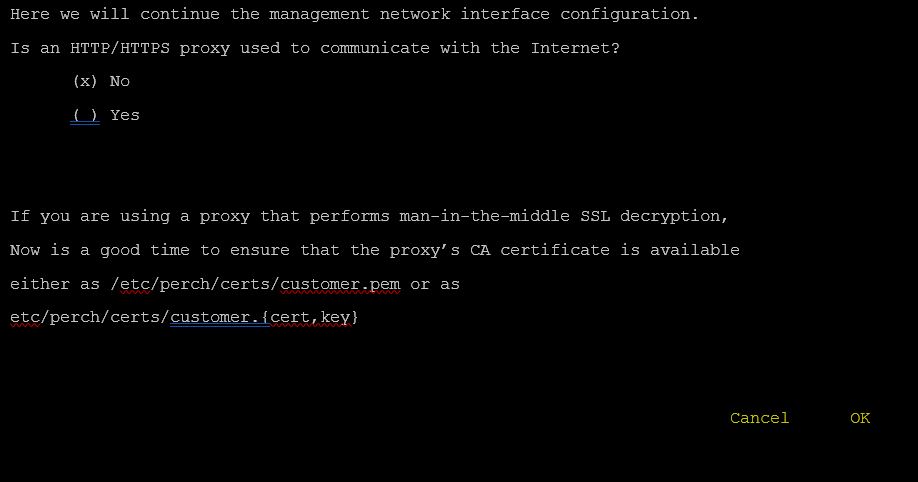 Here we will continue the management network interface configuration.
Is an HTTP/HTTPS proxy used to communicate with the Internet?
(x) No
( ) Yes
If you are using a proxy that performs man-in-the-middle SSL decryption,
Now is a good time to ensure that the proxy’s CA certificate is available
either as /etc/perch/certs/customer.pem or as
etc/perch/certs/customer.{cert,key}
Cancel OK